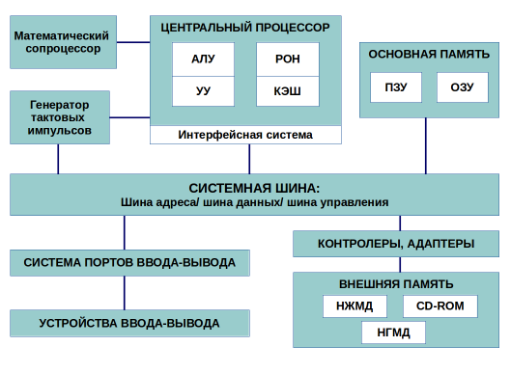 Математический
сопроцессор
ЦЕНТРАЛЬНЫЙ ПРОЦЕССОР
АЛУ
РОН
УУ
КЭШ
Интерфейсная система
ОСНОВНАЯ ПАМЯТЬ
ПЗУ
ОЗУ
Генератор
тактовых
импульсов
СИСТЕМНАЯ ШИНА:
Шина адреса/ шина данных/ шина управления
СИСТЕМА ПОРТОВ ВВОДА-ВЫВОДА
КОНТРОЛЕРЫ, АДАПТЕРЫ
УСТРОЙСТВА ВВОДА-ВЫВОДА
ВНЕШНЯЯ ПАМЯТЬ
НЖМД
CD-ROM
НГМД